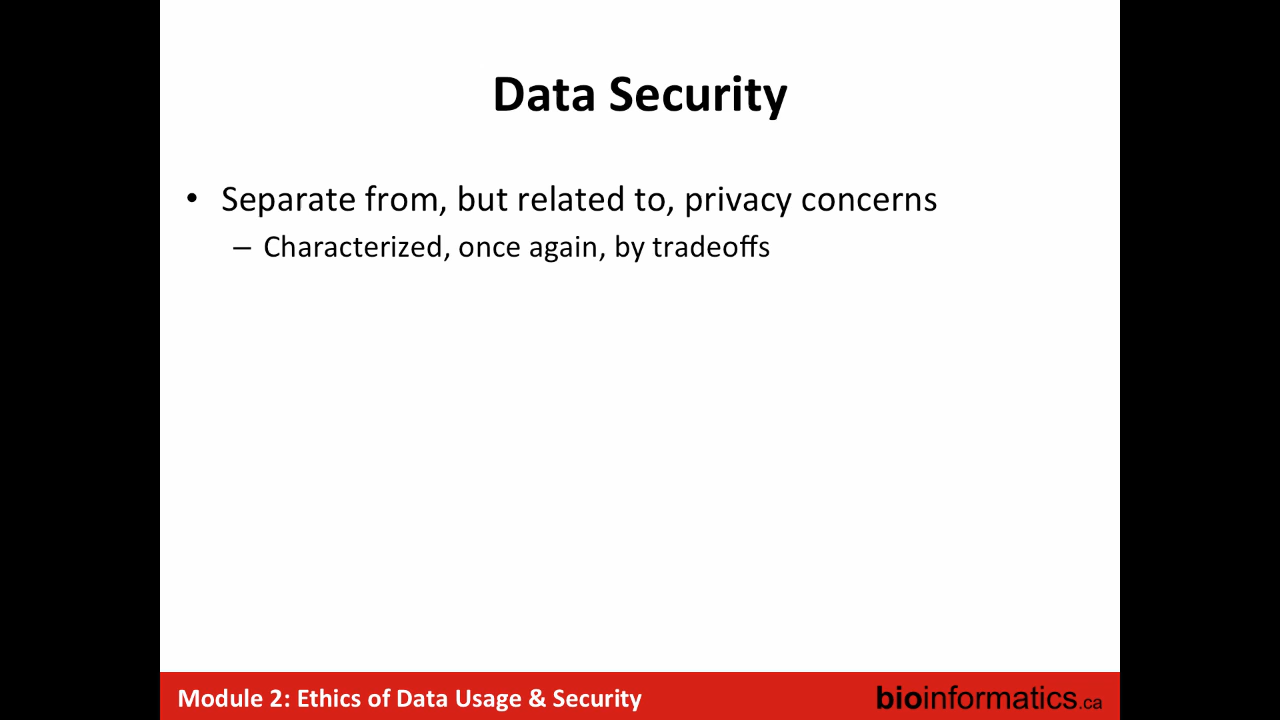 Data Security
• Separate from, but related to, privacy concerns
– Characterized, once again, by tradeoffs
Module 2: Ethics of Data Usage & Security
bioinformatics.ca